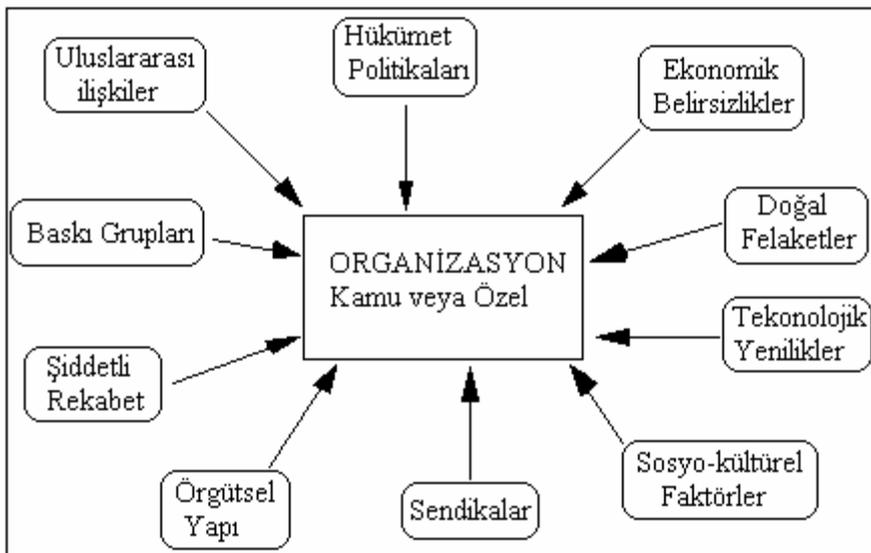 Uluslararası
ilişkiler
Hükümet
Politikaları
Ekonomik
Belirsizlikler
Baskı Grupları
Doğal
Felaketler
ORGANİZASYON
Kamu veya Özel
Tekonolojik
Yenilikler
Şiddetli
Rekabet
Örgütsel
Yapı
Sendikalar
Sosyo-kültürel
Faktörler